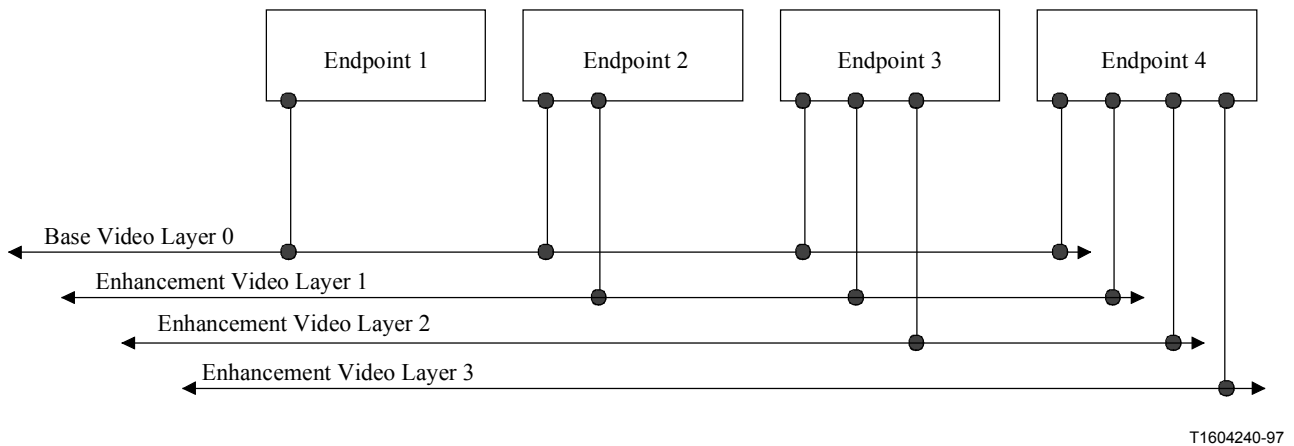 Endpoint 1
Endpoint 2
Endpoint 3
Endpoint 4
Base Video Layer 0
Enhancement Video Layer 1
Enhancement Video Layer 2
Enhancement Video Layer 3
T1604240-97